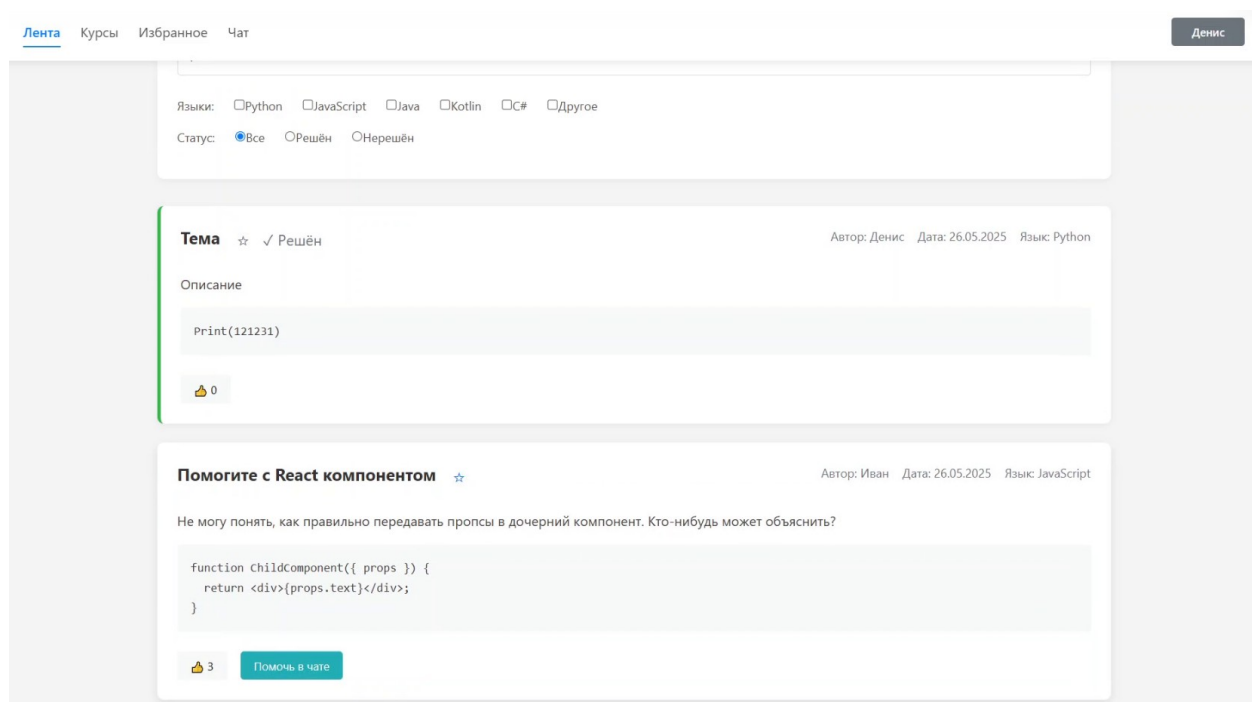 Лента Курсы Избранное Чат Денис
Языки: Python JavaScript Java Kotlin C# Другое
Статус: Все Решён Нерешён
Тема ☆ ✓ Решён Автор: Денис Дата: 26.05.2025 Язык: Python
Описание
Print(121231)
👍 0
Помогите с React компонентом ☆ Автор: Иван Дата: 26.05.2025 Язык: JavaScript
Не могу понять, как правильно передавать пропсы в дочерний компонент. Кто-нибудь может объяснить?
function ChildComponent({ props }) {
  return <div>{props.text}</div>;
}
👍 3 Помочь в чате